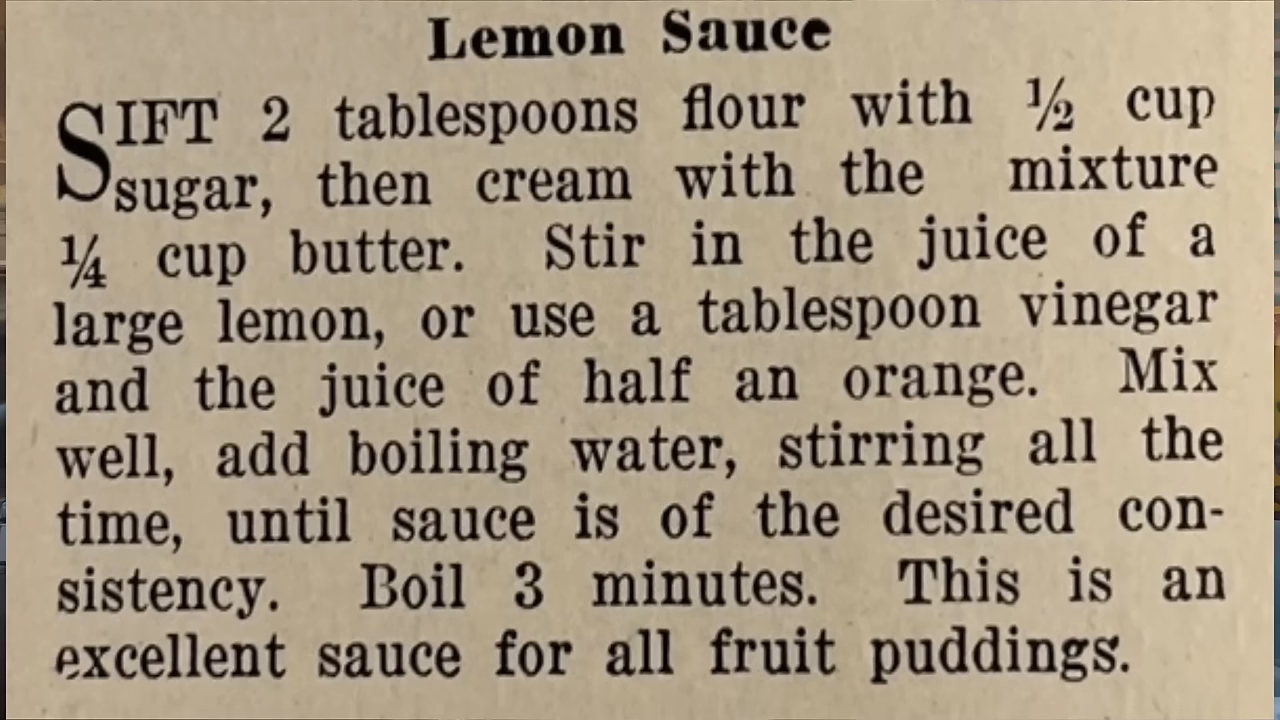 Lemon Sauce
SIFT 2 tablespoons flour with ½ cup
sugar, then cream with the mixture
¼ cup butter. Stir in the juice of a
large lemon, or use a tablespoon vinegar
and the juice of half an orange. Mix
well, add boiling water, stirring all the
time, until sauce is of the desired con-
sistency. Boil 3 minutes. This is an
excellent sauce for all fruit puddings.